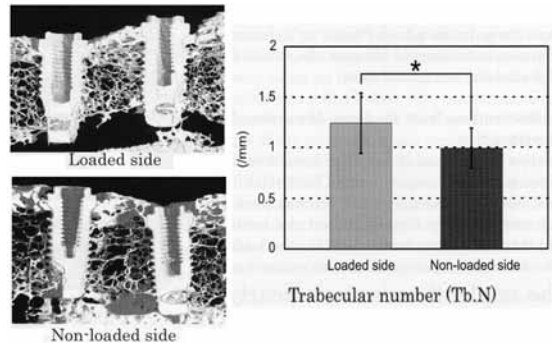 Loaded side
Non-loaded side
2
1.5
1
0.5
0
(/mm)
*
Loaded side Non-loaded side
Trabecular number (Tb.N)